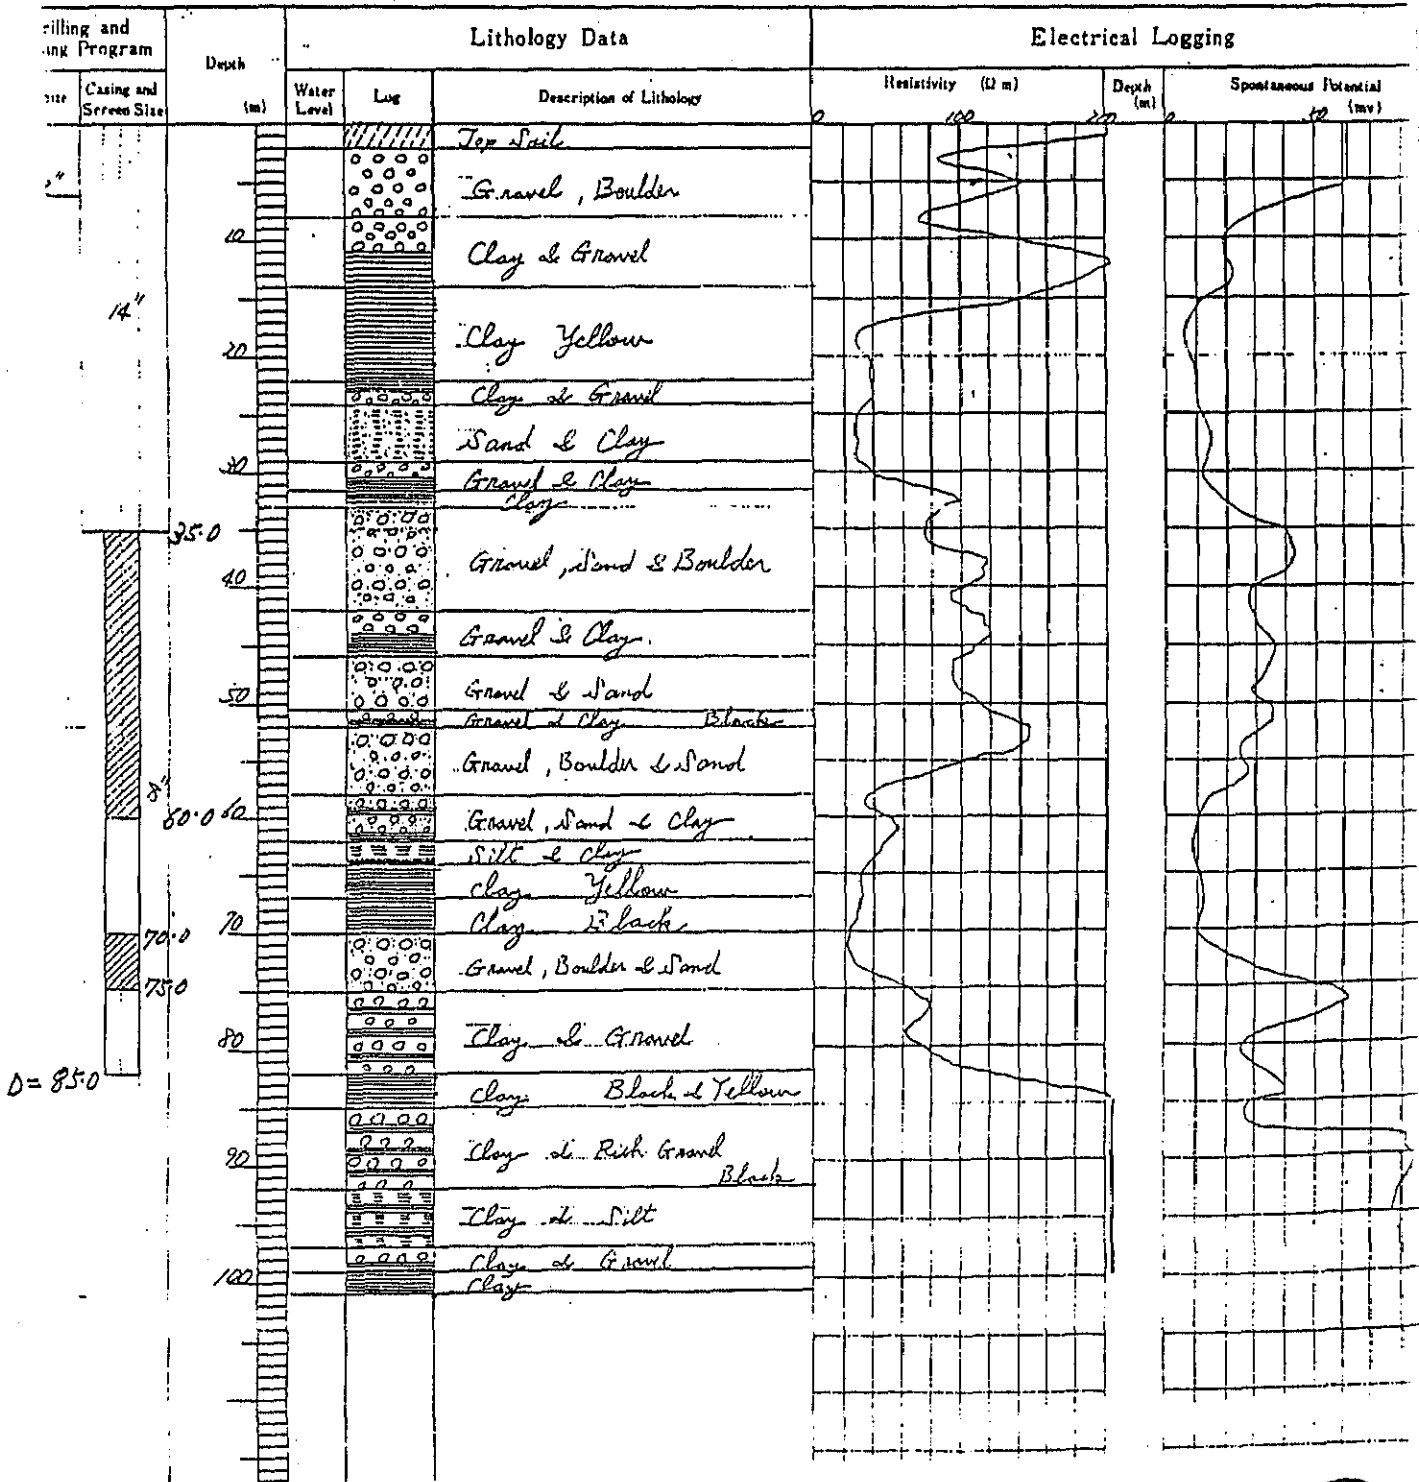 illing and
ing Program
Depth
(m)
Lithology Data
Electrical Logging
Casing and
Screen Size
Water
Level
Log
Description of Lithology
Resistivity (Ω m)
Depth
(m)
Spontaneous Potential
(mv)
0 100 200
0 50
Top Soil
Gravel, Boulder
10
Clay & Gravel
14"
Clay Yellow
20
Clay & Gravel
Sand & Clay
30
Gravel & Clay
Clay
35.0
Gravel, Sand & Boulder
40
Gravel & Clay.
Gravel & Sand
50
Gravel & Clay Black
Gravel, Boulder & Sand
8"
60.0 60
Gravel, Sand & Clay
Silt & Clay
Clay Yellow
70
Clay Black
70.0
Gravel, Boulder & Sand
75.0
80
Clay & Gravel
D = 85.0
Clay Black & Yellow
90
Clay & Rich Gravel
Black
Clay & Silt
Clay & Gravel
100
Clay